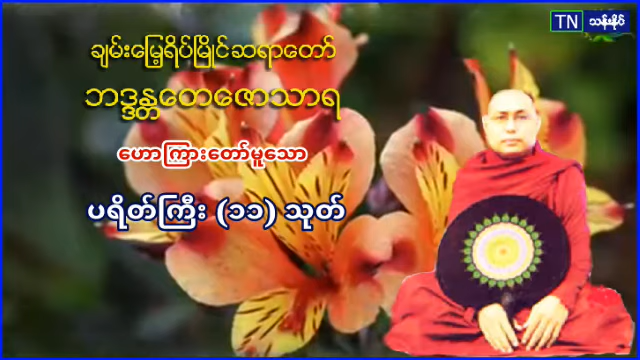 TN သန်းနိုင်
ချမ်းမြေ့ရိပ်မြိုင်ဆရာတော်
ဘဒ္ဒန္တတေဇောသာရ
ဟောကြားတော်မူသော
ပရိတ်ကြီး (၁၁) သုတ်